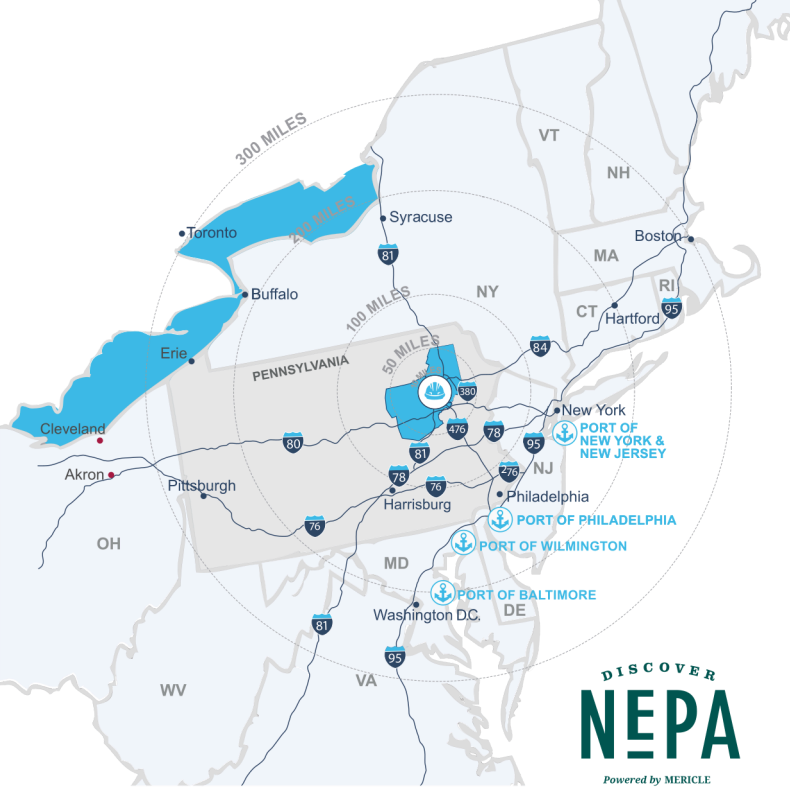 300 MILES
VT
NH
200 MILES
Toronto
Syracuse
Boston
81
MA
Buffalo
NY
RI
100 MILES
CT
95
Hartford
50 MILES
84
Erie
PENNSYLVANIA
380
New York
Cleveland
476
78
PORT OF
NEW YORK &
NEW JERSEY
80
95
81
NJ
Akron
78
276
Pittsburgh
76
Harrisburg
Philadelphia
76
PORT OF PHILADELPHIA
OH
PORT OF WILMINGTON
MD
PORT OF BALTIMORE
DE
Washington D.C.
81
95
VA
WV
DISCOVER
NEPA
Powered by MERICLE